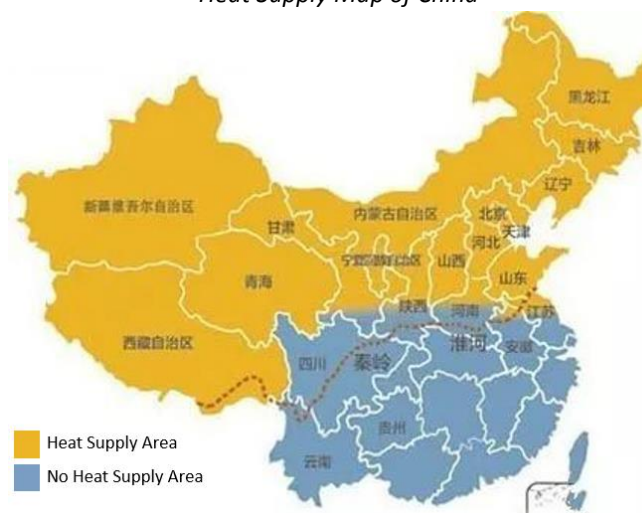 Heat Supply Map of China
黑龙江
吉林
辽宁
新疆维吾尔自治区
内蒙古自治区
北京
天津
甘肃
河北
宁夏回族自治区
山西
山东
青海
陕西
河南
江苏
西藏自治区
四川
秦岭
淮河
安徽
贵州
云南
Heat Supply Area
No Heat Supply Area